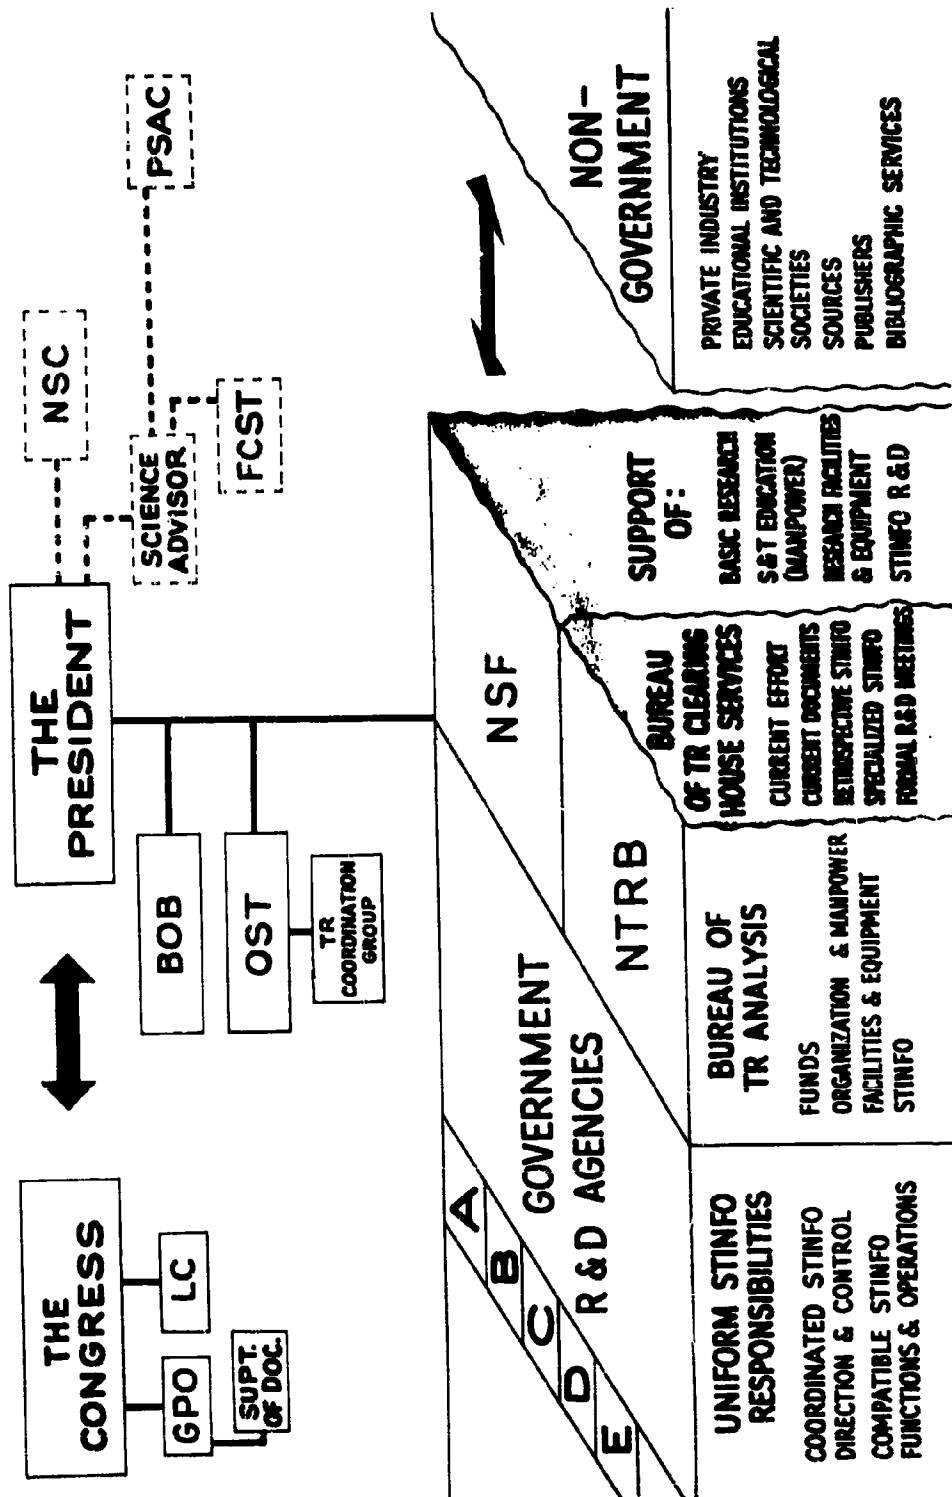 THE
CONGRESS
GPO
LC
SUPT.
OF DOC.
THE
PRESIDENT
BOB
OST
TR
COORDINATION
GROUP
NSC
SCIENCE
ADVISOR
PSAC
FCST
A
B
C
D
E
GOVERNMENT
R & D AGENCIES
NSF
NTRB
NON-
GOVERNMENT
UNIFORM STINFO
RESPONSIBILITIES
COORDINATED STINFO
DIRECTION & CONTROL
COMPATIBLE STINFO
FUNCTIONS & OPERATIONS
BUREAU OF
TR ANALYSIS
FUNDS
ORGANIZATION & MANPOWER
FACILITIES & EQUIPMENT
STINFO
BUREAU
OF TR CLEARING
HOUSE SERVICES
CURRENT EFFORT
CURRENT DOCUMENTS
RETROSPECTIVE STINFO
SPECIALIZED STINFO
FORMAL R&D MEETINGS
SUPPORT
OF:
BASIC RESEARCH
S&T EDUCATION
(MANPOWER)
RESEARCH FACILITIES
& EQUIPMENT
STINFO R&D
PRIVATE INDUSTRY
EDUCATIONAL INSTITUTIONS
SCIENTIFIC AND TECHNOLOGICAL
SOCIETIES
SOURCES
PUBLISHERS
BIBLIOGRAPHIC SERVICES